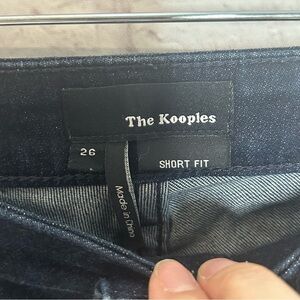 The Kooples
26
SHORT FIT
Made in China